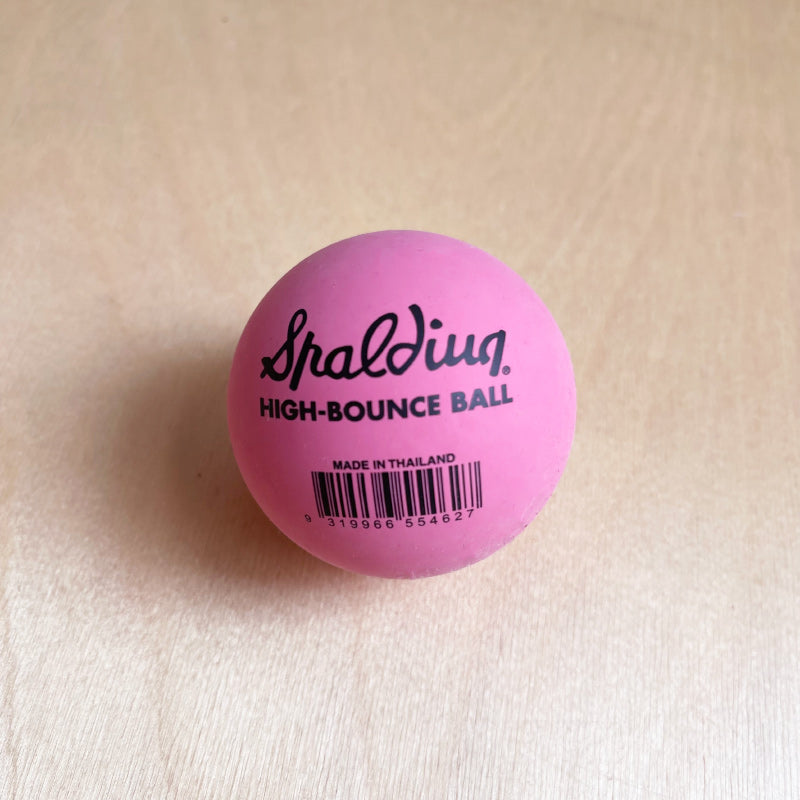 Spalding®
HIGH-BOUNCE BALL
MADE IN THAILAND
9 319966 554627